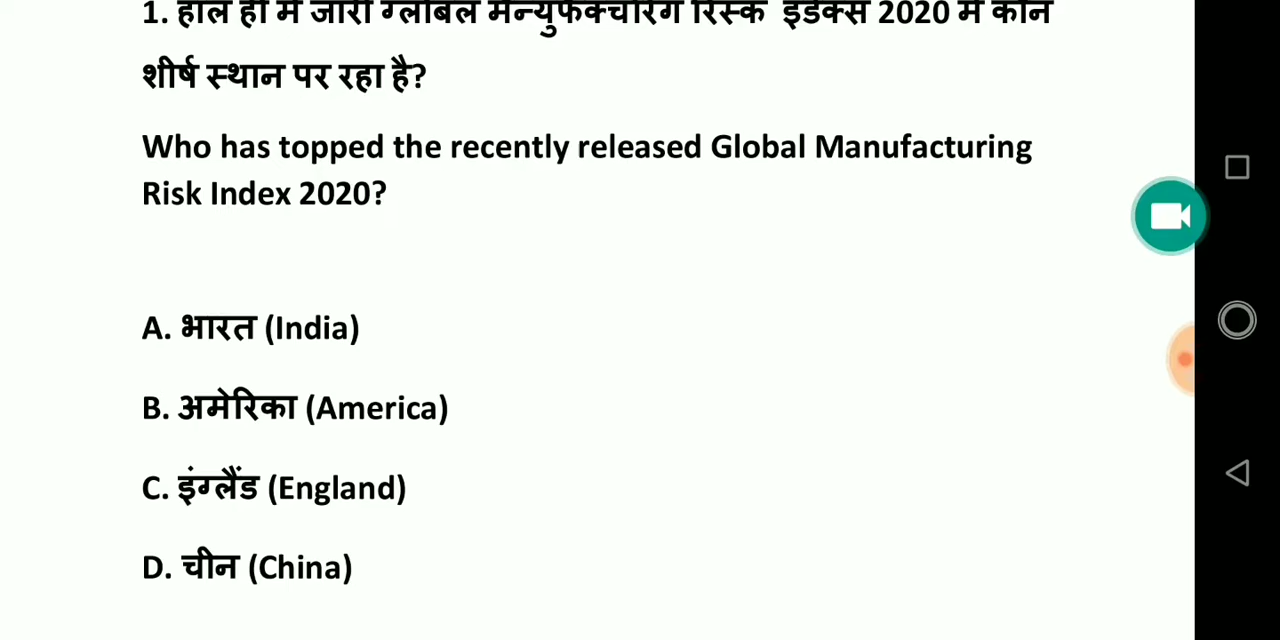 1. हाल ही में जारी ग्लोबल मैन्युफैक्चरिंग रिस्क इंडेक्स 2020 में कौन
शीर्ष स्थान पर रहा है?
Who has topped the recently released Global Manufacturing
Risk Index 2020?
A. भारत (India)
B. अमेरिका (America)
C. इंग्लैंड (England)
D. चीन (China)